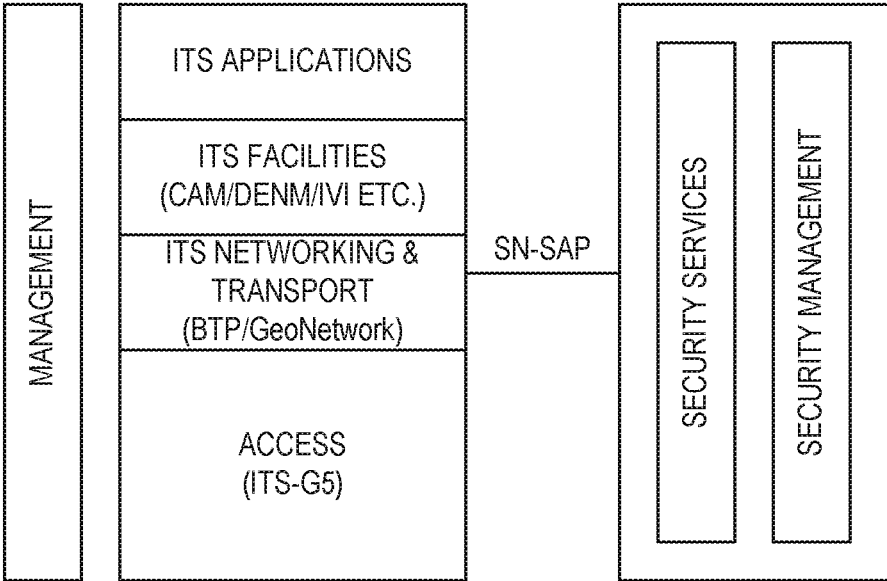 MANAGEMENT
ITS APPLICATIONS
ITS FACILITIES
(CAM/DENM/IVI ETC.)
ITS NETWORKING &
TRANSPORT
(BTP/GeoNetwork)
ACCESS
(ITS-G5)
SN-SAP
SECURITY SERVICES
SECURITY MANAGEMENT